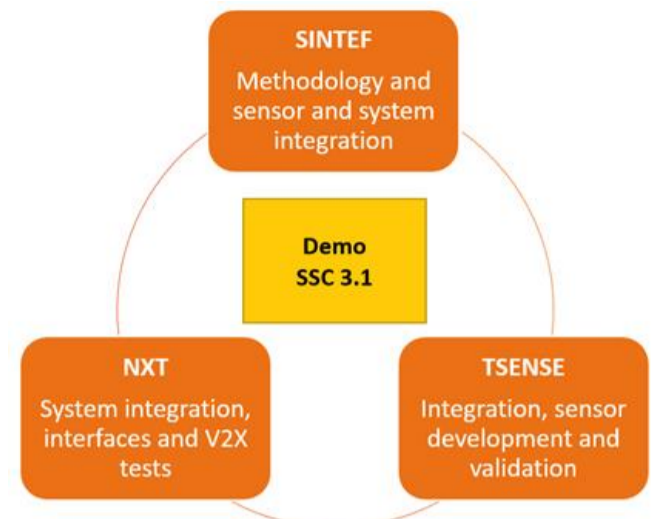 SINTEF
Methodology and
sensor and system
integration
Demo
SSC 3.1
NXT
System integration,
interfaces and V2X
tests
TSENSE
Integration, sensor
development and
validation